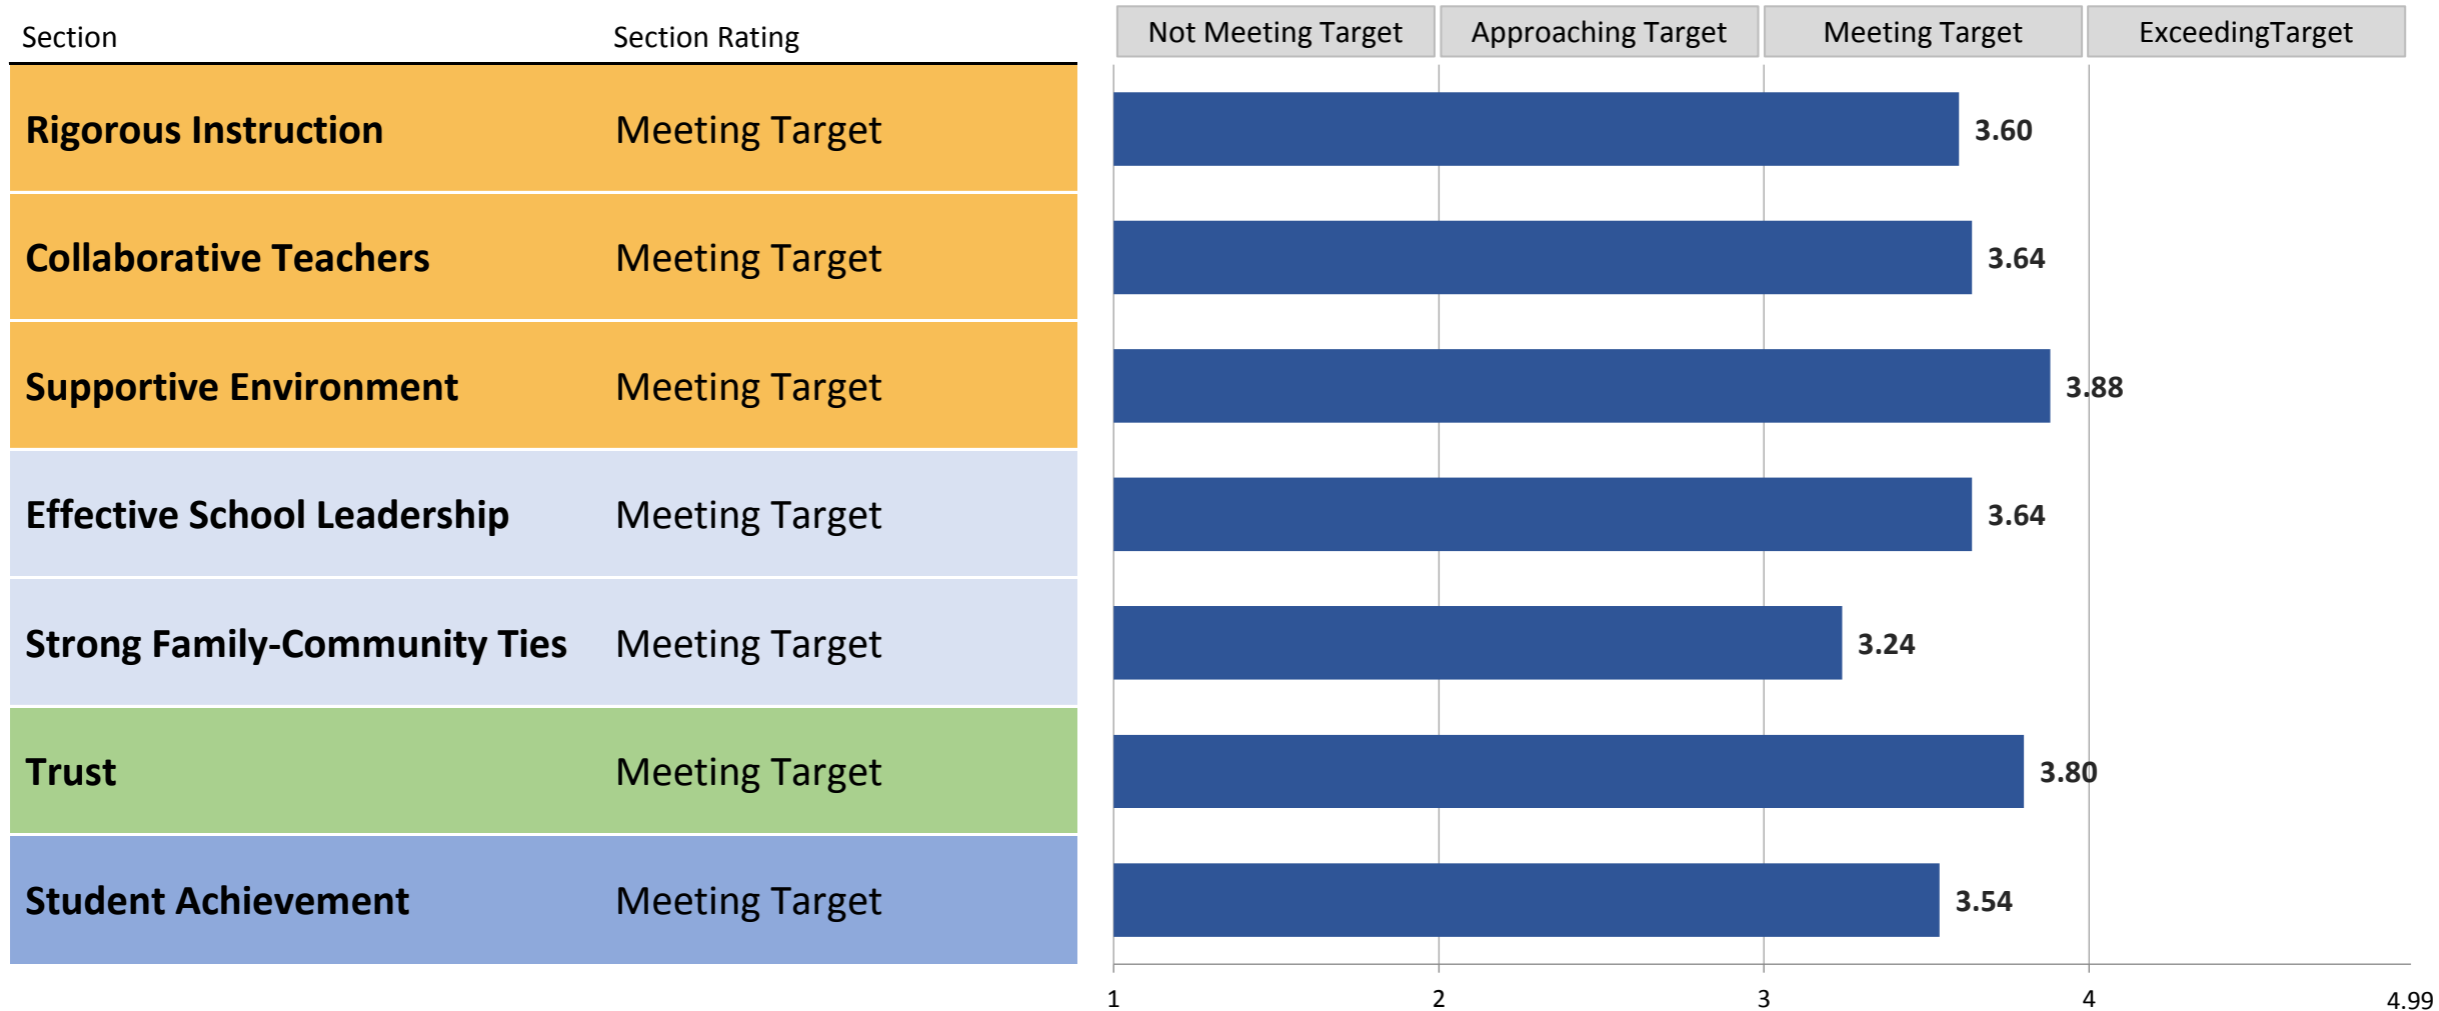 Section Section Rating Not Meeting Target Approaching Target Meeting Target ExceedingTarget
Rigorous Instruction Meeting Target 3.60
Collaborative Teachers Meeting Target 3.64
Supportive Environment Meeting Target 3.88
Effective School Leadership Meeting Target 3.64
Strong Family-Community Ties Meeting Target 3.24
Trust Meeting Target 3.80
Student Achievement Meeting Target 3.54
1 2 3 4 4.99